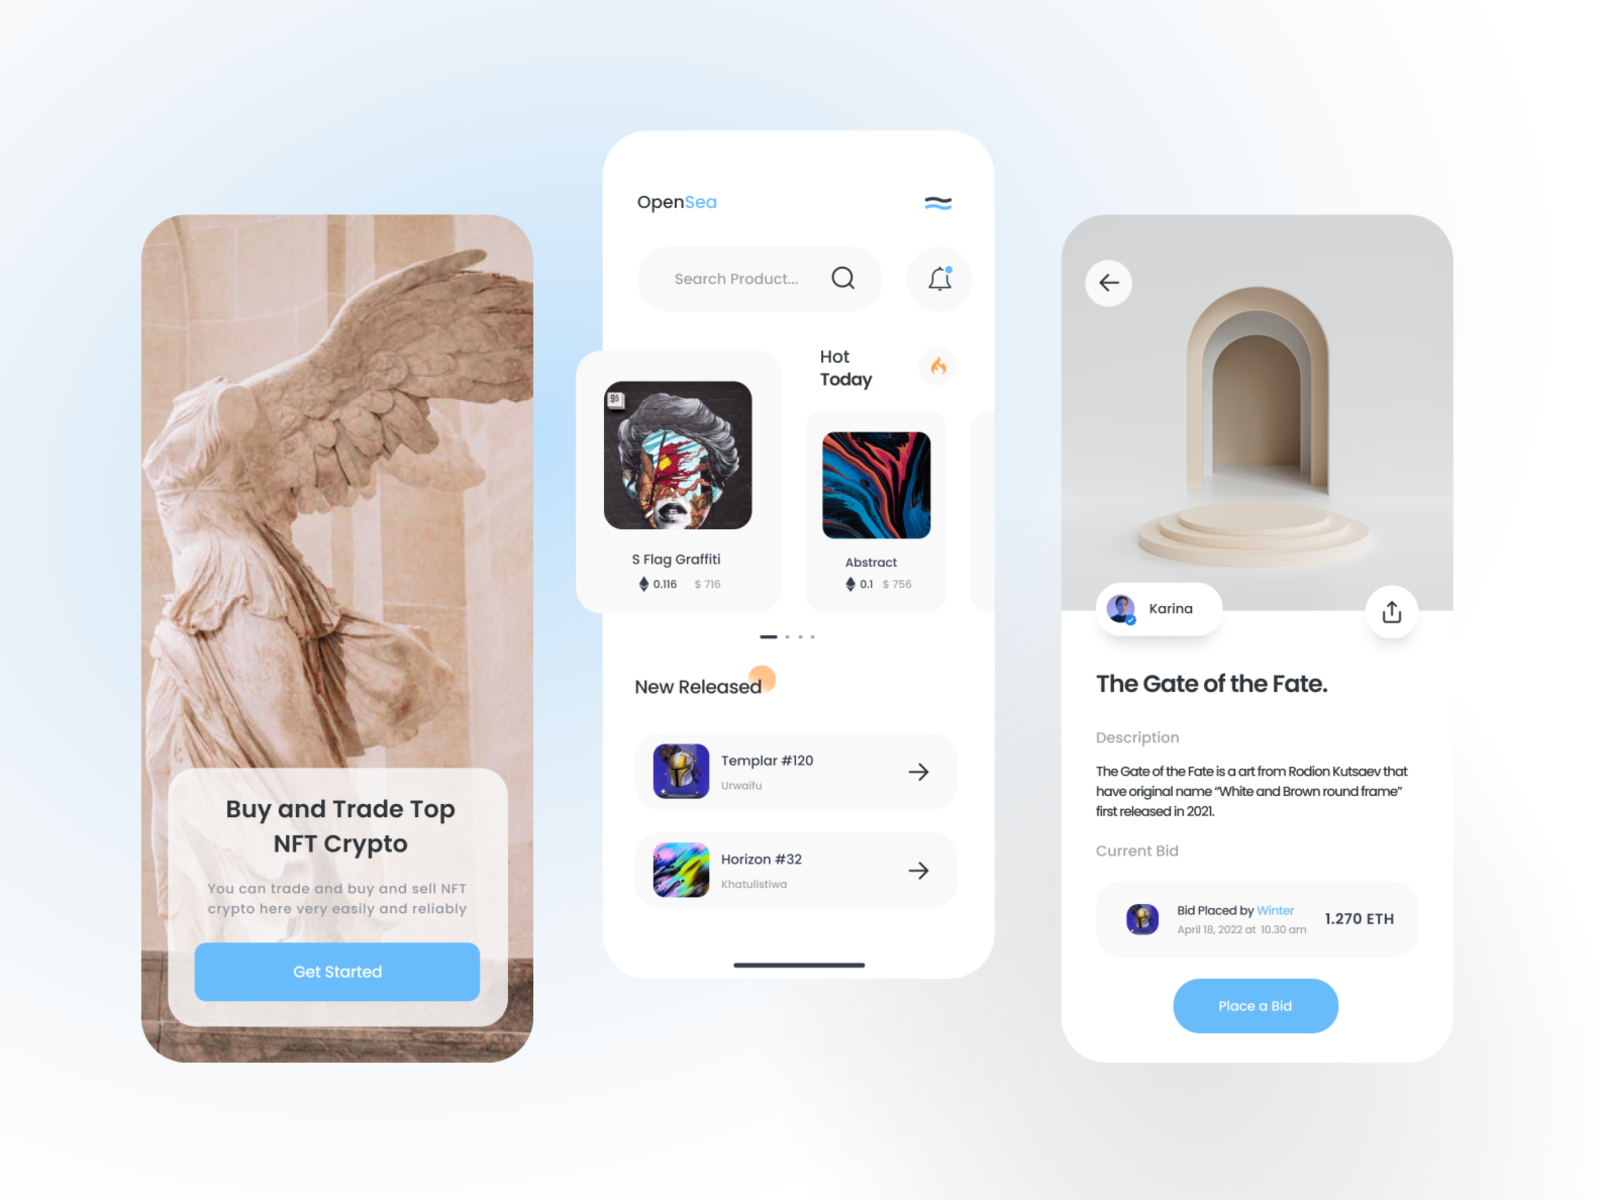 Buy and Trade Top
NFT Crypto
You can trade and buy and sell NFT
crypto here very easily and reliably
Get Started
OpenSea
Search Product...
Hot
Today
95
S Flag Graffiti
0.116 $ 716
Abstract
0.1 $ 756
New Released
Templar #120
Urwaifu
Horizon #32
Khatulistiwa
Karina
The Gate of the Fate.
Description
The Gate of the Fate is a art from Rodion Kutsaev that
have original name “White and Brown round frame”
first released in 2021.
Current Bid
Bid Placed by Winter
April 18, 2022 at 10.30 am
1.270 ETH
Place a Bid